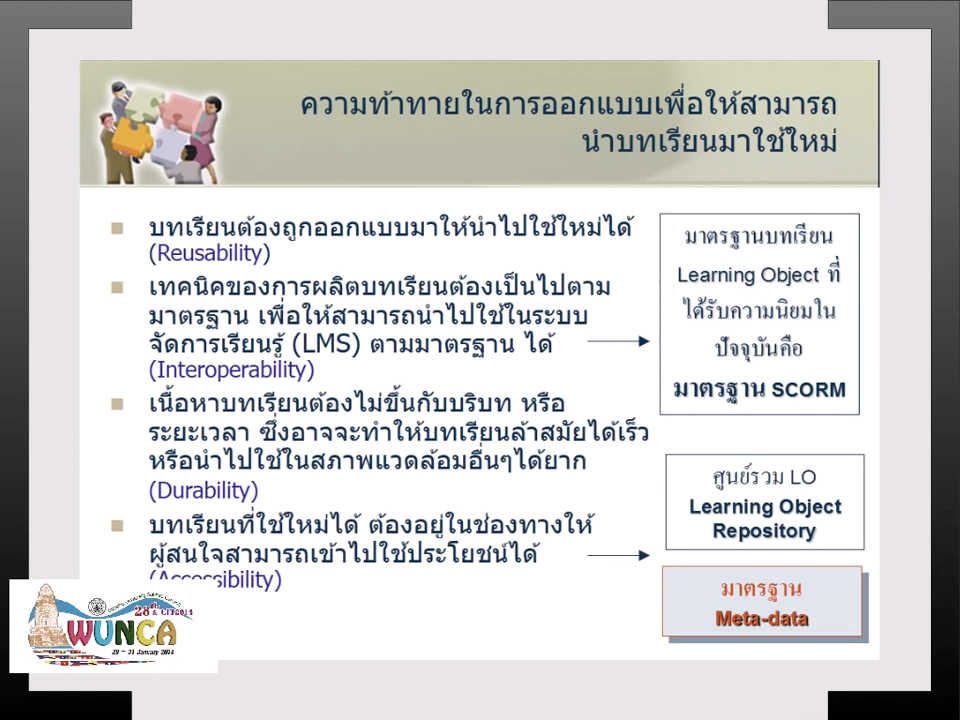 ความท้าทายในการออกแบบเพื่อให้สามารถ
นำบทเรียนมาใช้ใหม่
บทเรียนต้องถูกออกแบบมาให้นำไปใช้ใหม่ได้
(Reusability)
เทคนิคของการผลิตบทเรียนต้องเป็นไปตาม
มาตรฐาน เพื่อให้สามารถนำไปใช้ในระบบ
จัดการเรียนรู้ (LMS) ตามมาตรฐาน ได้
(Interoperability)
เนื้อหาบทเรียนต้องไม่ขึ้นกับบริบท หรือ
ระยะเวลา ซึ่งอาจจะทำให้บทเรียนล้าสมัยได้เร็ว
หรือนำไปใช้ในสภาพแวดล้อมอื่นๆได้ยาก
(Durability)
บทเรียนที่ใช้ใหม่ได้ ต้องอยู่ในช่องทางให้
ผู้สนใจสามารถเข้าไปใช้ประโยชน์ได้
(Accessibility)
มาตรฐานบทเรียน
Learning Object ที่
ได้รับความนิยมใน
ปัจจุบันคือ
มาตรฐาน SCORM
ศูนย์รวม LO
Learning Object
Repository
มาตรฐาน
Meta-data
28th & CIT2014
WUNCA
29 - 31 January 2014